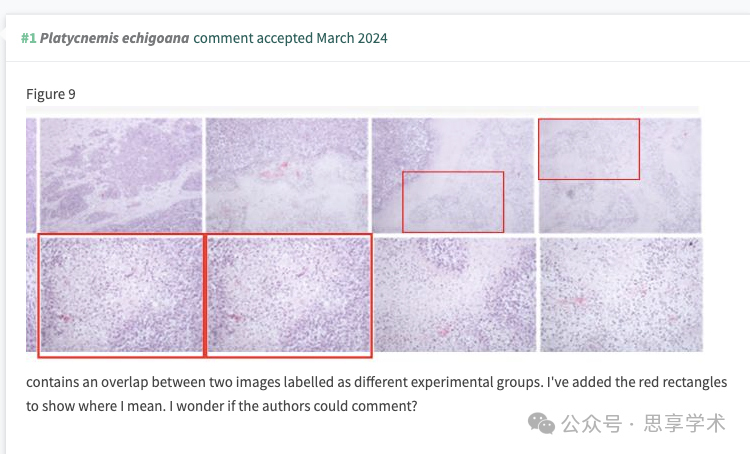 #1 Platycnemis echigoana comment accepted March 2024
Figure 9
contains an overlap between two images labelled as different experimental groups. I've added the red rectangles
to show where I mean. I wonder if the authors could comment?
公众号 · 思享学术